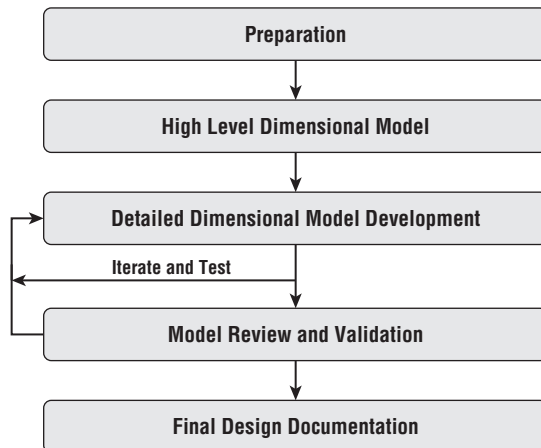 Preparation
High Level Dimensional Model
Detailed Dimensional Model Development
Iterate and Test
Model Review and Validation
Final Design Documentation